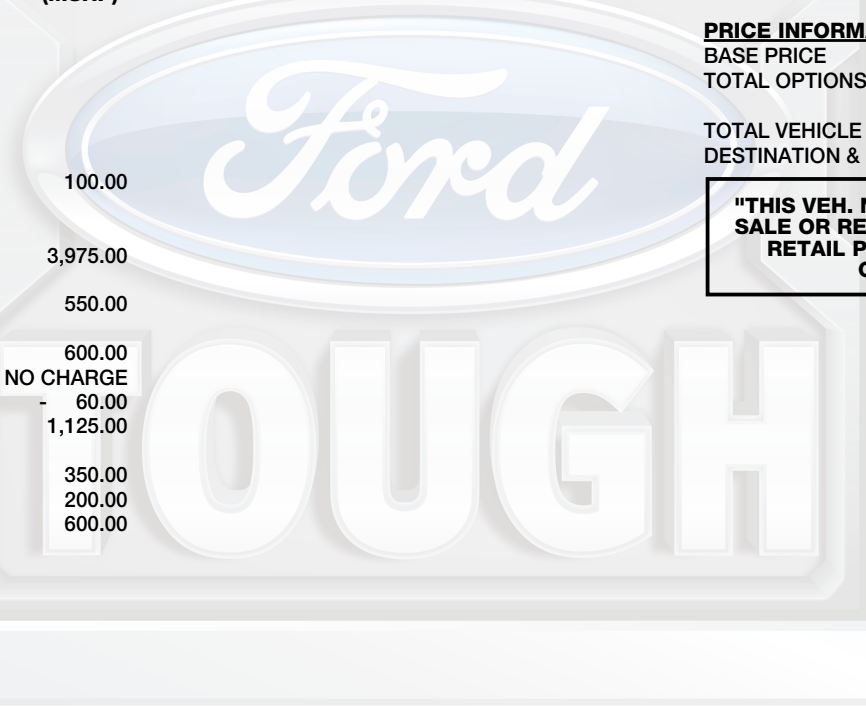 (MSRP)
100.00
3,975.00
550.00
600.00
NO CHARGE
- 60.00
1,125.00
350.00
200.00
600.00
PRICE INFORM
BASE PRICE
TOTAL OPTIONS
TOTAL VEHICLE
DESTINATION &
"THIS VEH.
SALE OR RE
RETAIL P
Ford
TOUGH